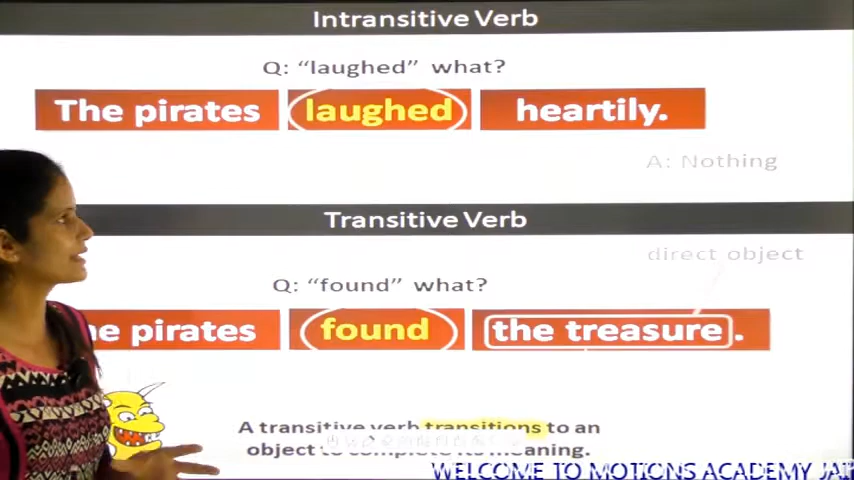 Intransitive Verb
Q: “laughed” what?
The pirates laughed heartily.
A: Nothing
Transitive Verb
direct object
Q: “found” what?
he pirates found the treasure.
A transitive verb transitions to an
object to complete its meaning.
WELCOME TO MOTIONS ACADEMY JAI